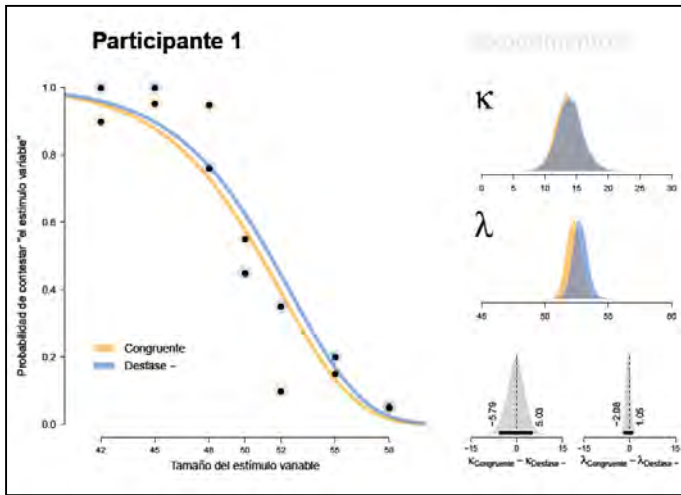 Participante 1
Probabilidad de contestar "el estímulo variable"
1.0
0.8
0.6
0.4
0.2
0.0
Congruente
Desfase –
42 45 48 50 52 55 58
Tamaño del estímulo variable
κ
0 5 10 15 20 25 30
λ
45 50 55 60
−5.79
5.03
−2.08
1.05
−15 0 15
−15 0 15
κCongruente − κDesfase −
λCongruente − λDesfase −